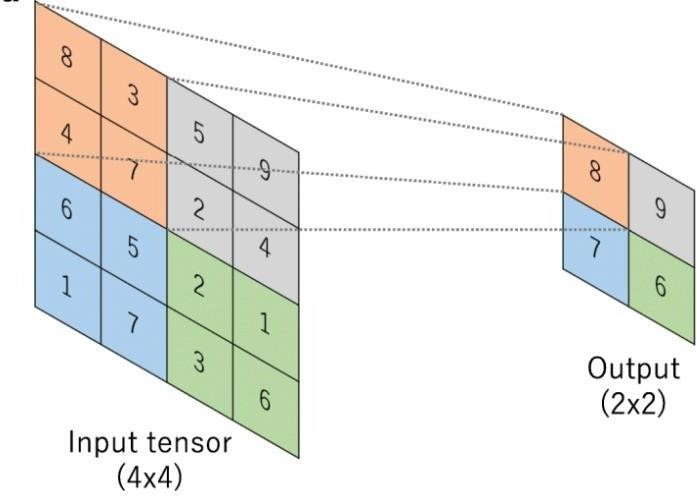 8 3 5 9
4 7 2 4
6 5 2 1
1 7 3 6
8 9
7 6
Input tensor
(4x4)
Output
(2x2)